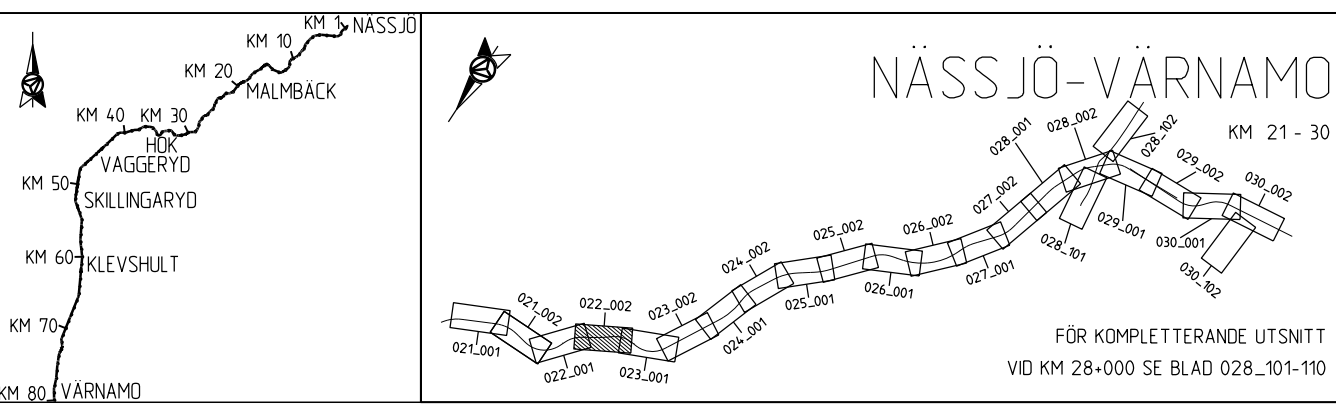 KM 1 NÄSSJÖ
KM 10
KM 20
MALMBÄCK
KM 40 KM 30
HOK
VAGGERYD
KM 50
SKILLINGARYD
KM 60 KLEVSHULT
KM 70
KM 80 VÄRNAMO
NÄSSJÖ-VÄRNAMO
KM 21 - 30
021_001
021_002
022_001
022_002
023_001
023_002
024_001
024_002
025_001
025_002
026_001
026_002
027_001
027_002
028_001
028_002
028_101
028_102
029_001
029_002
030_001
030_002
030_102
FÖR KOMPLETTERANDE UTSNITT
VID KM 28+000 SE BLAD 028_101-110